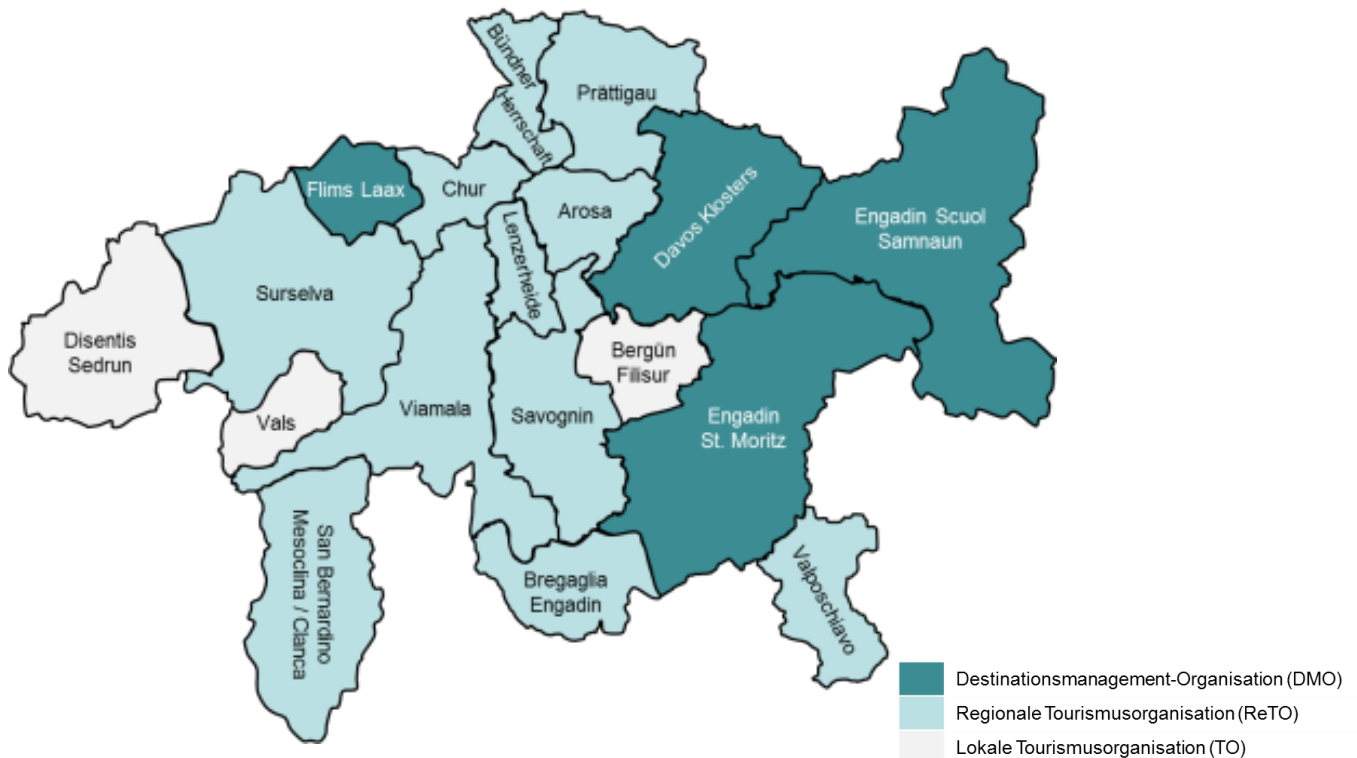 Bündner
Herrschaft
Prättigau
Flims Laax
Chur
Arosa
Davos Klosters
Engadin Scuol
Samnaun
Lenzerheide
Surselva
Disentis
Sedrun
Bergün
Filisur
Vals
Viamala
Savognin
Engadin
St. Moritz
San Bernardino
Mesoclina / Clanca
Bregaglia
Engadin
Valposchiavo
Destinationsmanagement-Organisation (DMO)
Regionale Tourismusorganisation (ReTO)
Lokale Tourismusorganisation (TO)